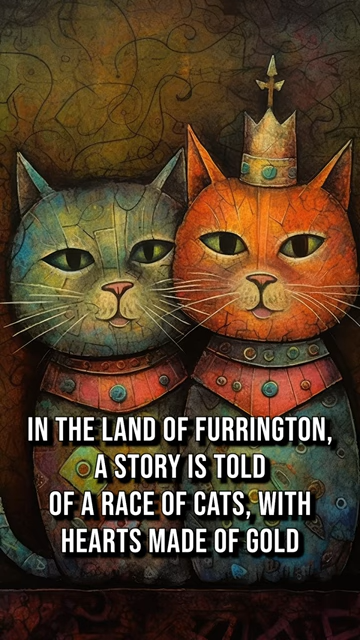 IN THE LAND OF FURRINGTON,
A STORY IS TOLD
OF A RACE OF CATS, WITH
HEARTS MADE OF GOLD